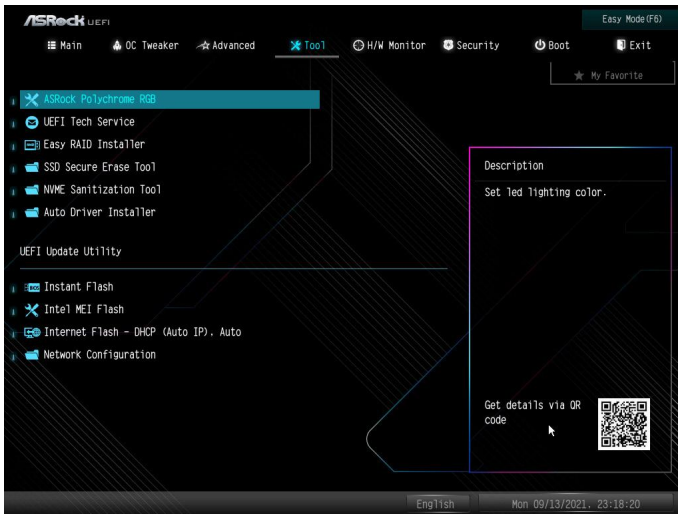 ASRock UEFI
Easy Mode(F6)
Main OC Tweaker Advanced Tool H/W Monitor Security Boot Exit
My Favorite
ASRock Polychrome RGB
UEFI Tech Service
Easy RAID Installer
SSD Secure Erase Tool
NVME Sanitization Tool
Auto Driver Installer
UEFI Update Utility
BIOS Instant Flash
Intel MEI Flash
Internet Flash - DHCP (Auto IP), Auto
Network Configuration
Description
Set led lighting color.
Get details via QR
code
English
Mon 09/13/2021, 23:18:20